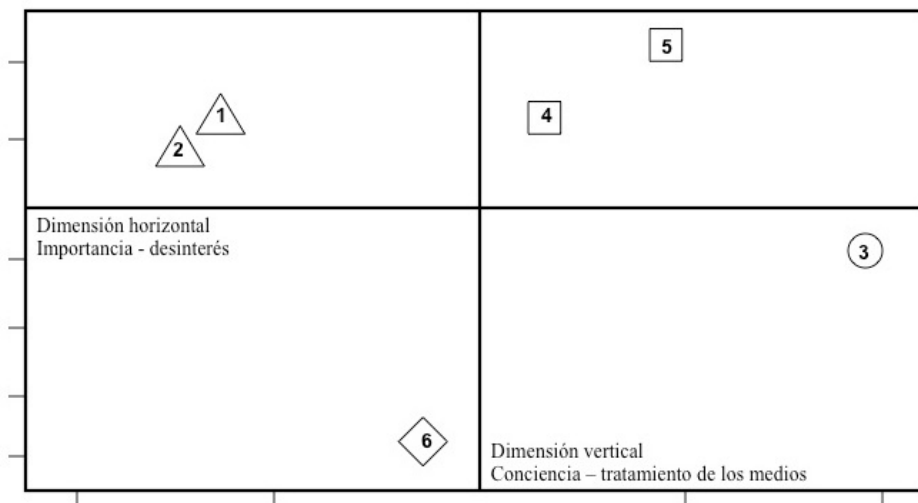 5
1
4
2
Dimensión horizontal
Importancia - desinterés
3
6
Dimensión vertical
Conciencia – tratamiento de los medios